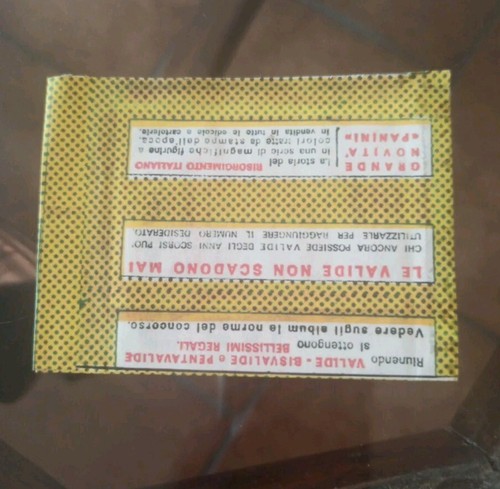 Riunendo VALIDE - BISVALIDE e PENTAVALIDE
si ottengono BELLISSIMI REGALI.
Vedere sugli album le norme del concorso.
LE VALIDE NON SCADONO MAI
CHI ANCORA POSSIEDE VALIDE DEGLI ANNI SCORSI PUO'
UTILIZZARLE PER RAGGIUNGERE IL NUMERO DESIDERATO
GRANDE
NOVITA'
«PANINI»
La storia del RISORGIMENTO ITALIANO
in una serie di magnifiche figurine a
colori tratte da stampe dell'epoca.
In vendita in tutte le edicole e cartolerie.